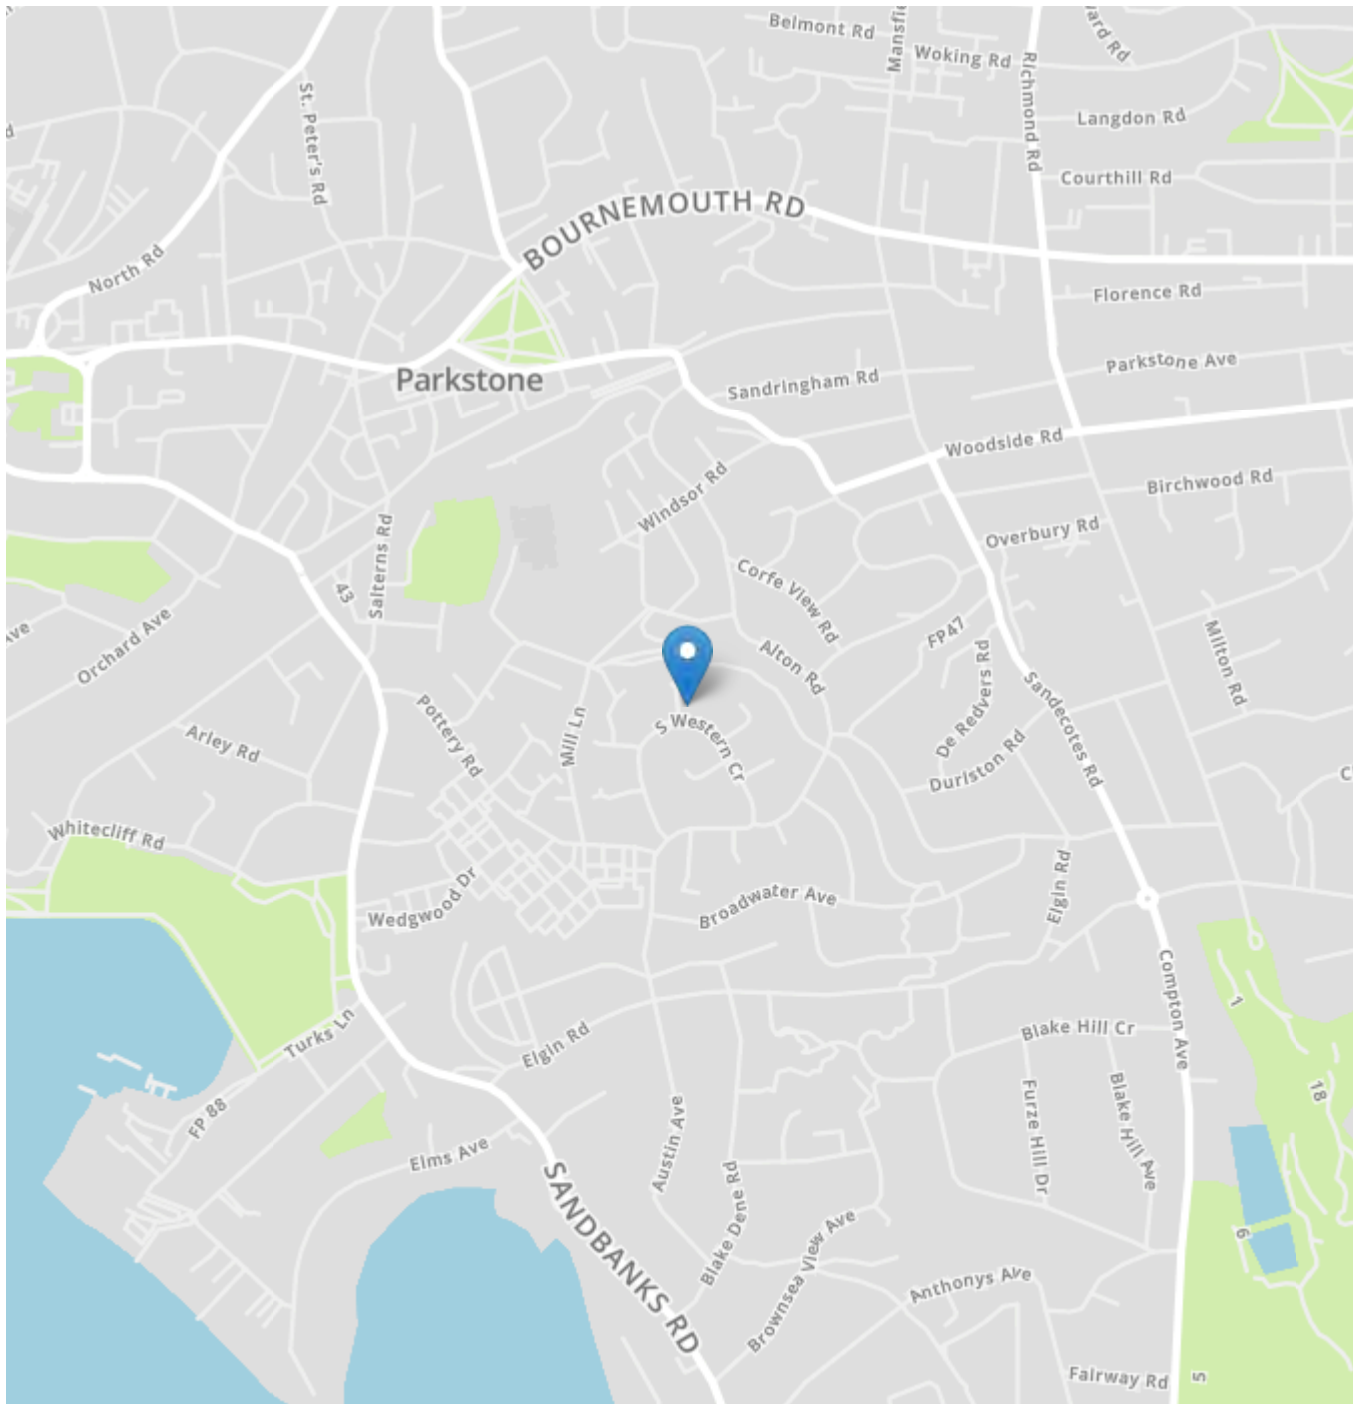 Belmont Rd
Woking Rd
Richmond Rd
Langdon Rd
St. Peter's Rd
Courthill Rd
BOURNEMOUTH RD
North Rd
Florence Rd
Parkstone Ave
Parkstone
Sandringham Rd
Woodside Rd
Birchwood Rd
Windsor Rd
Overbury Rd
Salterns Rd
43
Corfe View Rd
FP47
Orchard Ave
Alton Rd
De Redvers Rd
Milton Rd
Sandecotes Rd
Pottery Rd
Mill Ln
S Western Cr
Arley Rd
Durlston Rd
Whitecliff Rd
Elgin Rd
Wedgwood Dr
Broadwater Ave
Compton Ave
1
Turks Ln
Elgin Rd
Blake Hill Cr
FP 88
Furze Hill Dr
Blake Hill Ave
18
Austin Ave
Elms Ave
Blake Dene Rd
SANDBANKS RD
Brownsea View Ave
6
Anthonys Ave
Fairway Rd
5